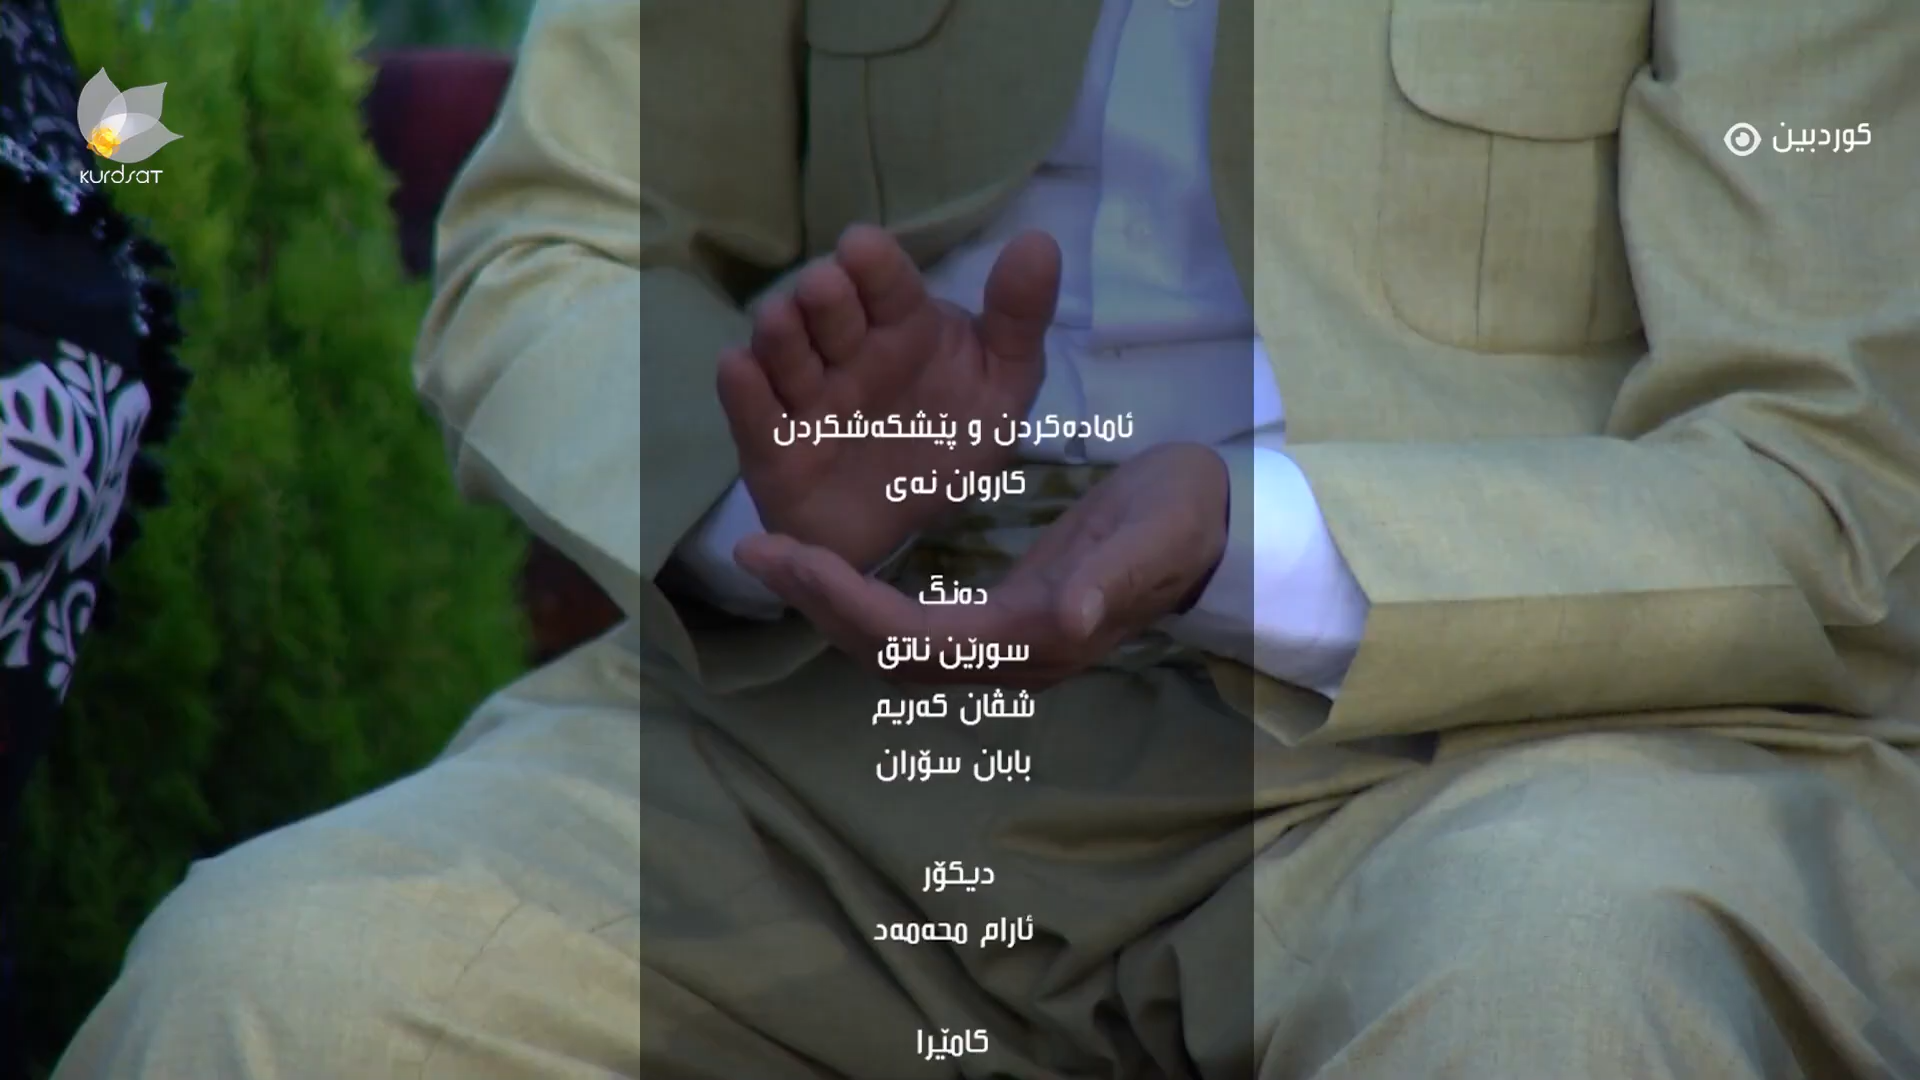 KURDSAT
کوردبین
ئامادەکردن و پێشکەشکردن
کاروان نەی
دەنگ
سورێن ناتق
شڤان کەریم
بابان سۆران
دیکۆر
ئارام محەمەد
کامێرا